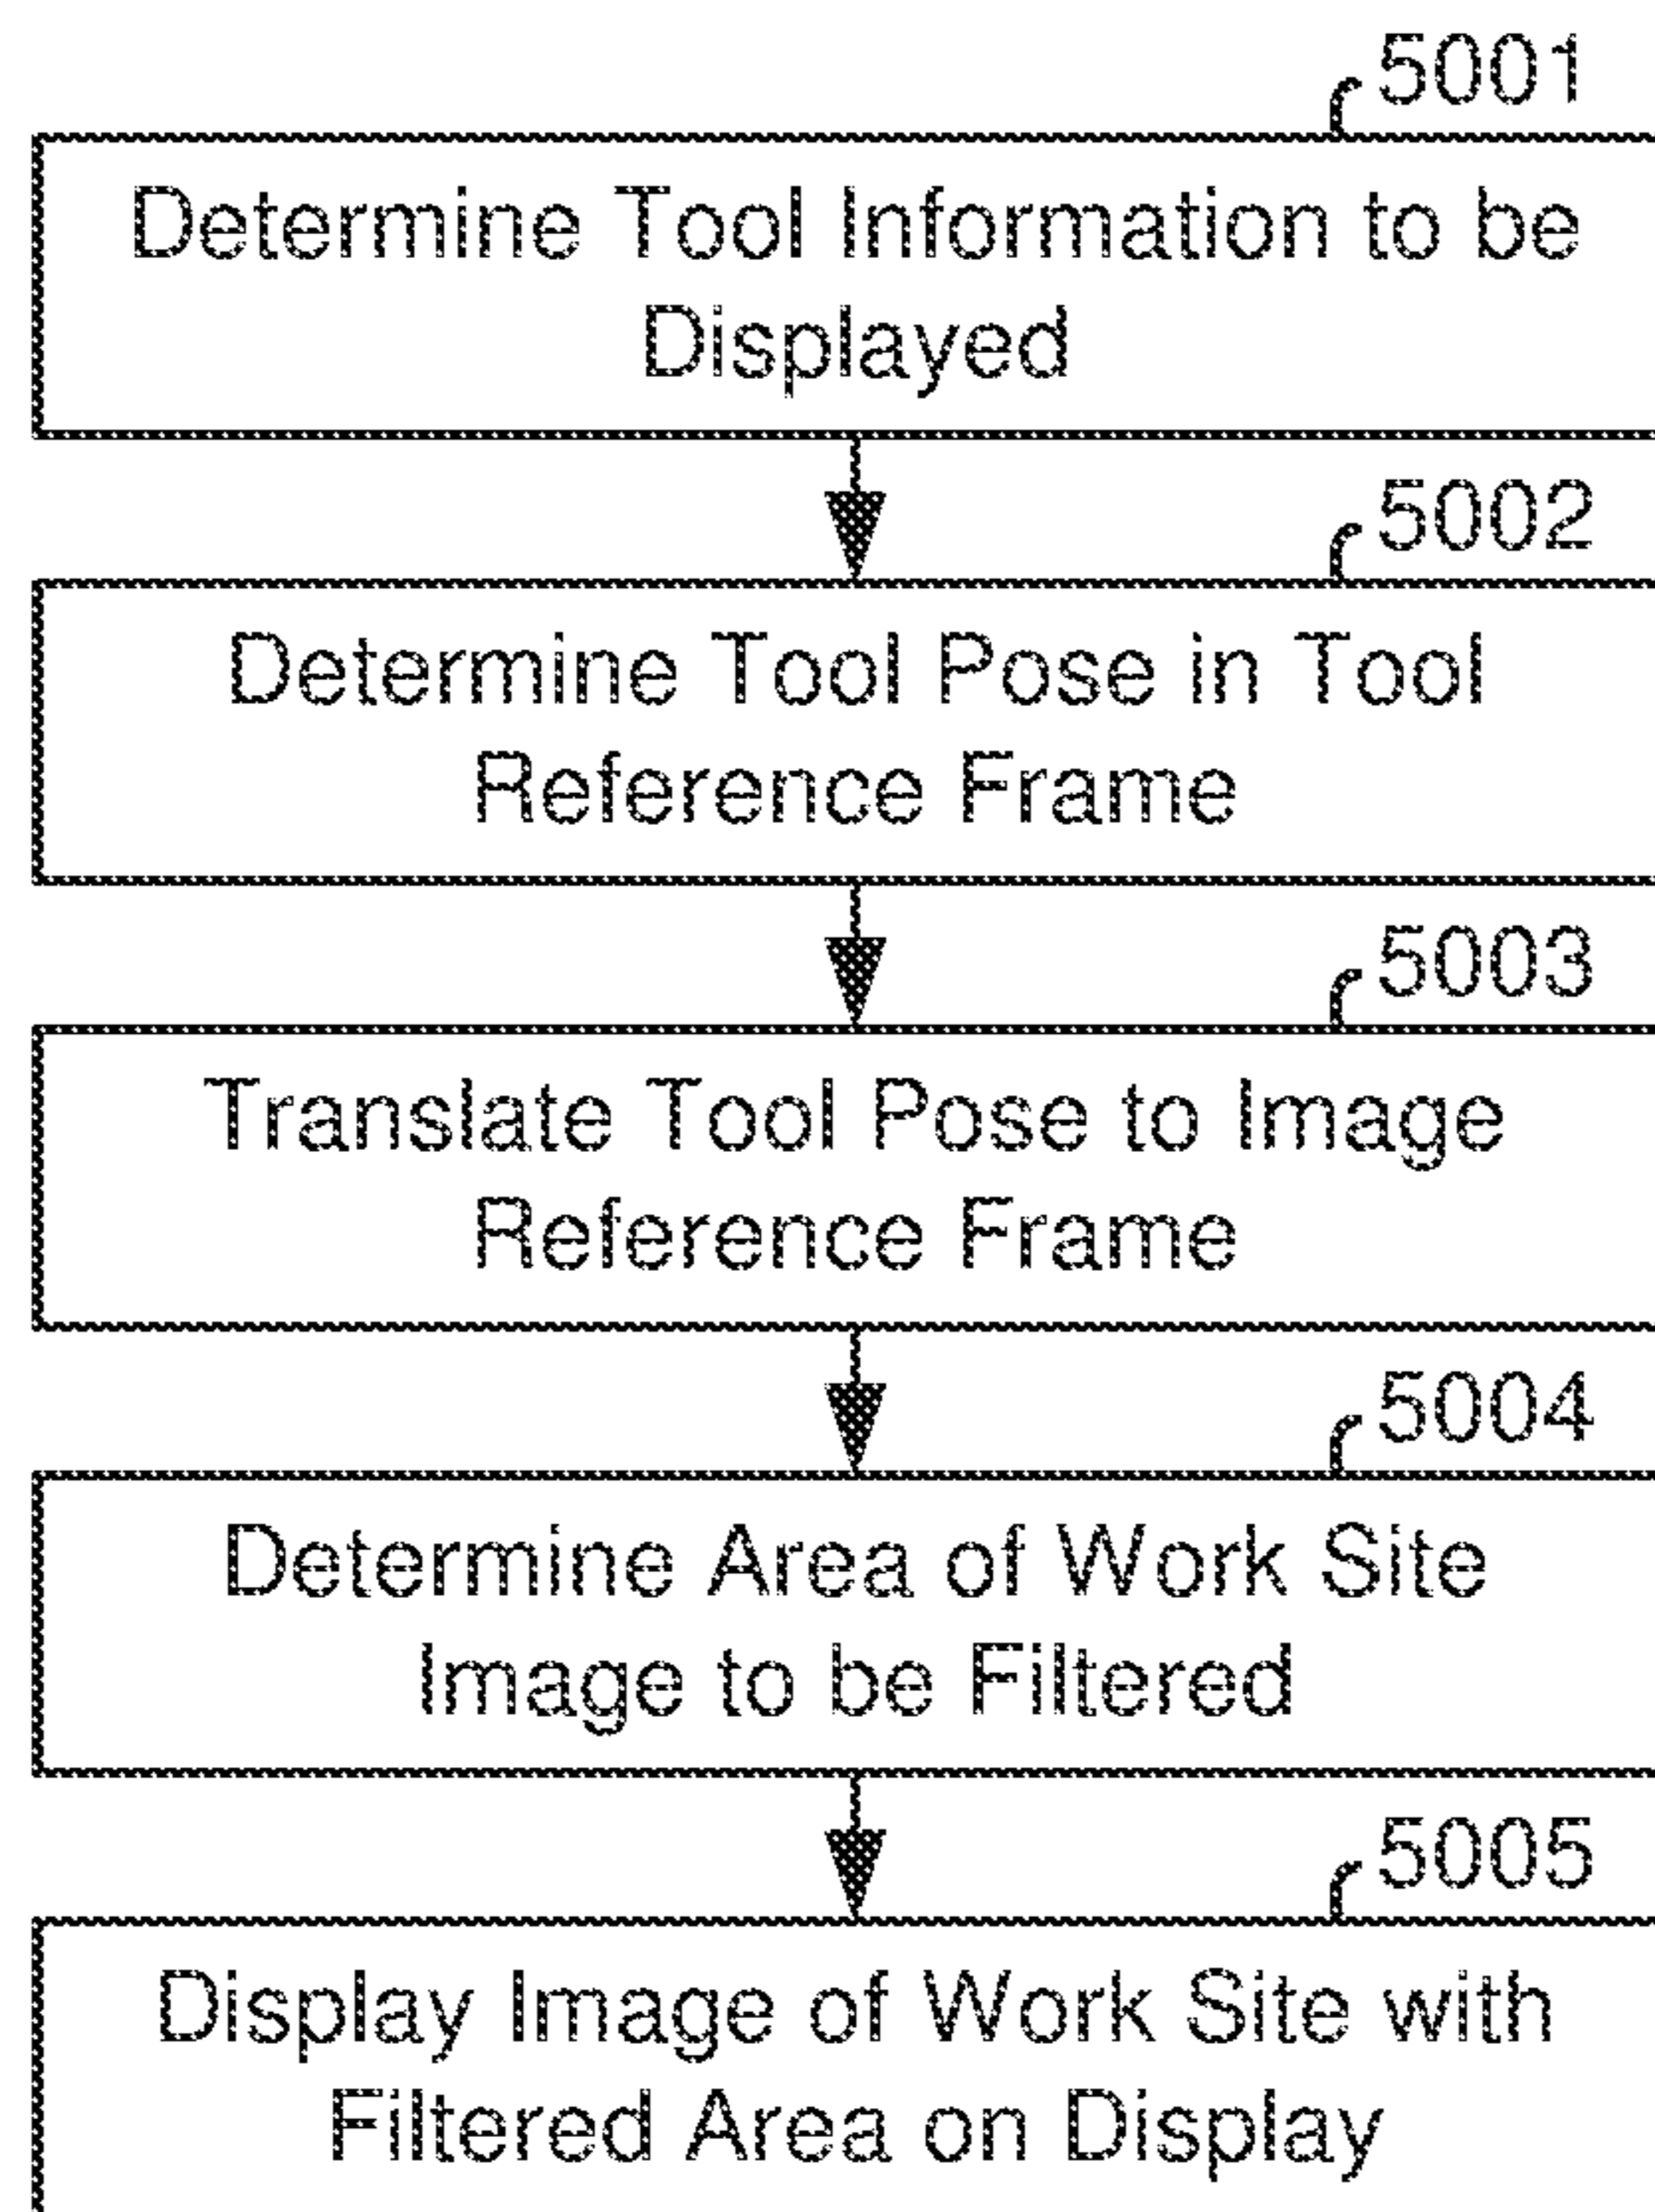 5001
Determine Tool Information to be
Displayed
5002
Determine Tool Pose in Tool
Reference Frame
5003
Translate Tool Pose to Image
Reference Frame
5004
Determine Area of Work Site
Image to be Filtered
5005
Display Image of Work Site with
Filtered Area on Display